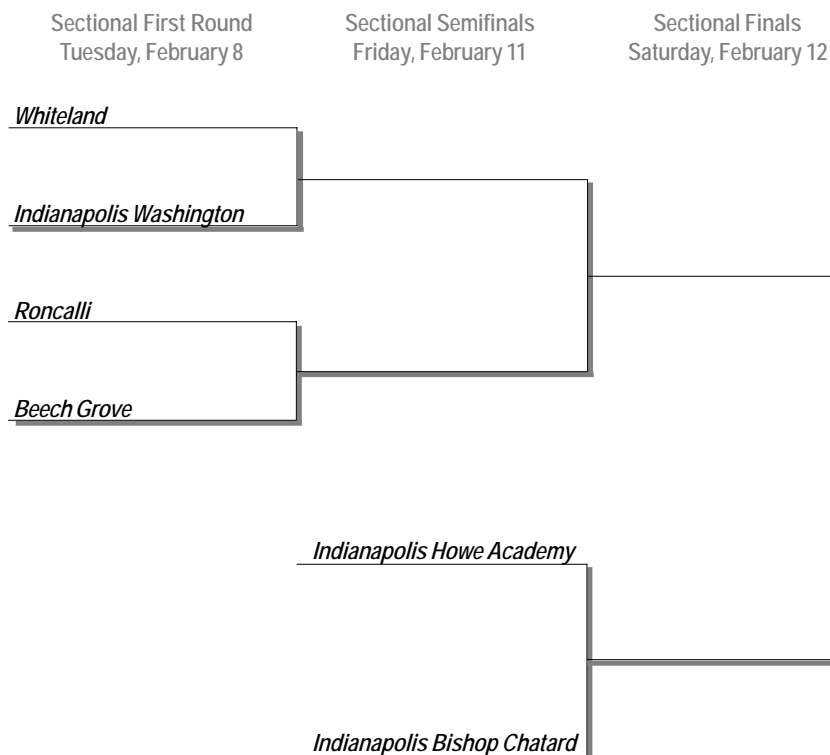 Sectional First Round
Tuesday, February 8
Sectional Semifinals
Friday, February 11
Sectional Finals
Saturday, February 12
Whiteland
Indianapolis Washington
Roncalli
Beech Grove
Indianapolis Howe Academy
Indianapolis Bishop Chatard